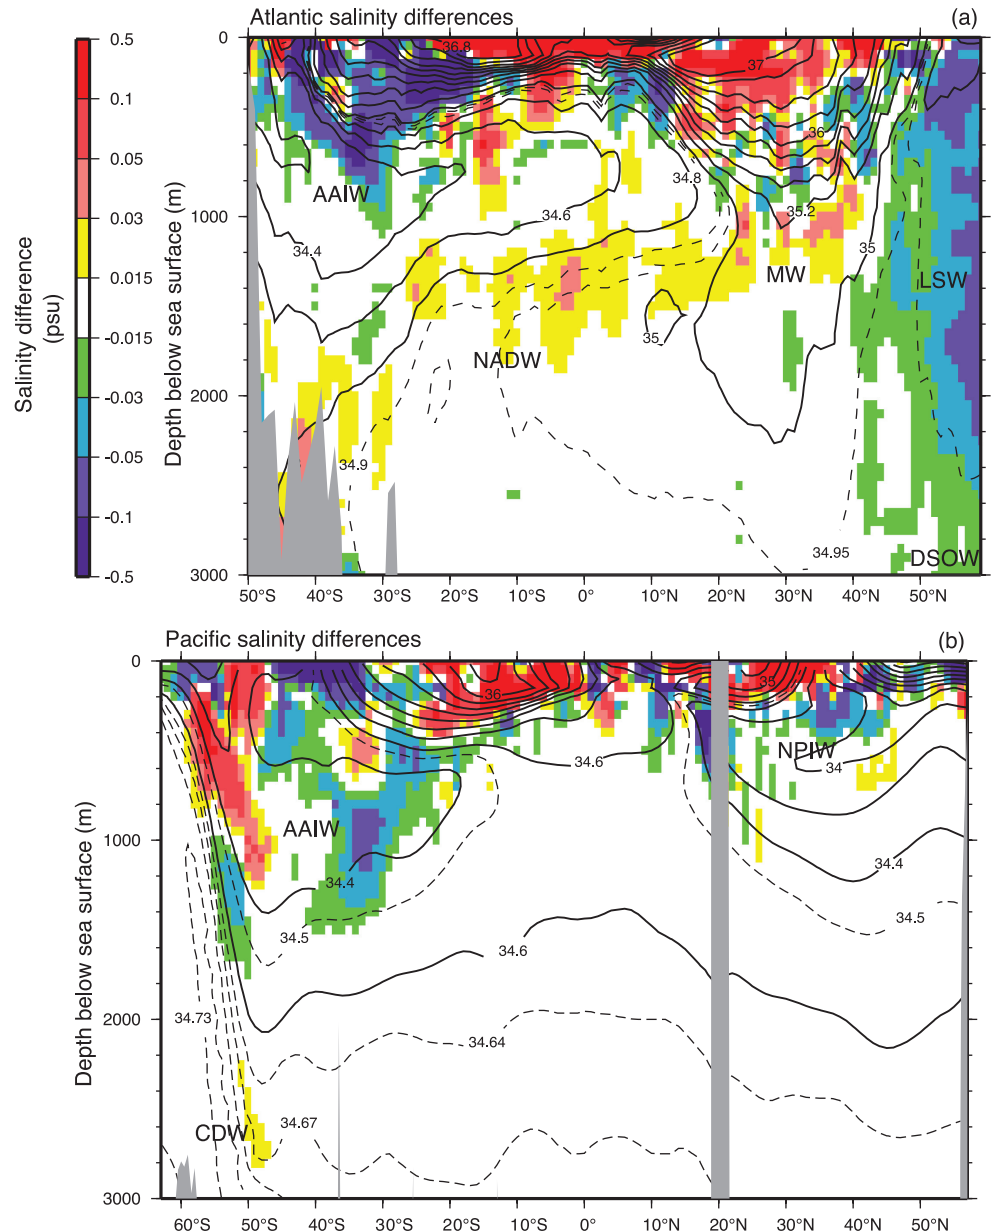 Atlantic salinity differences
(a)
0.5
0.1
0.05
0.03
0.015
-0.015
-0.03
-0.05
-0.1
-0.5
Salinity difference
(psu)
Depth below sea surface (m)
0
1000
2000
3000
36.8
37
36
AAIW
34.8
34.6
35.2
34.4
35
MW
LSW
35
NADW
34.9
34.95
DSOW
50°S
40°S
30°S
20°S
10°S
0°
10°N
20°N
30°N
40°N
50°N
Pacific salinity differences
(b)
Depth below sea surface (m)
0
1000
2000
3000
35
36
NPIW
34.6
34
AAIW
34.4
34.4
34.5
34.5
34.6
34.73
34.64
34.67
CDW
60°S
50°S
40°S
30°S
20°S
10°S
0°
10°N
20°N
30°N
40°N
50°N